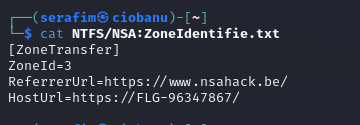 ┌──(serafim㉿ciobanu)-[~]
└─$ cat NTFS/NSA:ZoneIdentifie.txt
[ZoneTransfer]
ZoneId=3
ReferrerUrl=https://www.nsahack.be/
HostUrl=https://FLG-96347867/